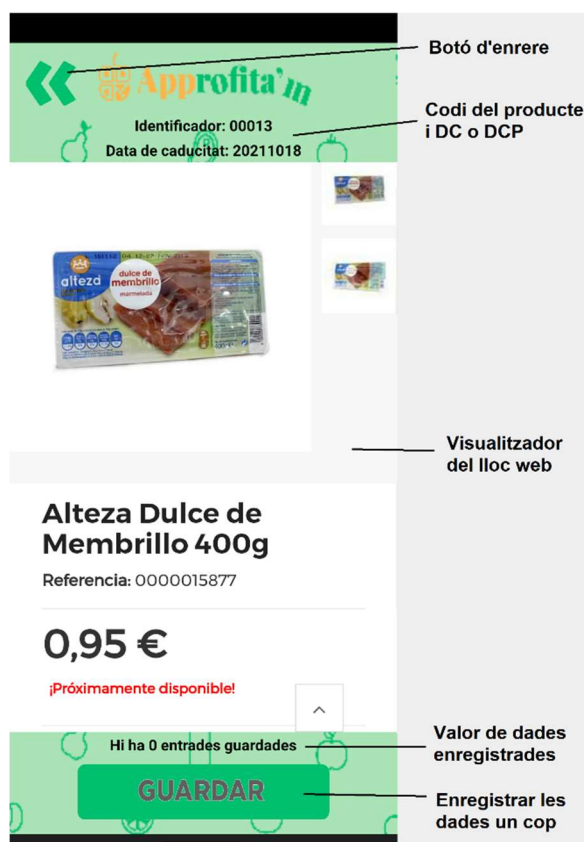 Botó d'enrere
Approfita'm
Identificador: 00013
Data de caducitat: 20211018
Codi del producte
i DC o DCP
alteza
dulce de
membrillo
marmelada
Visualitzador
del lloc web
Alteza Dulce de
Membrillo 400g
Referencia: 0000015877
0,95 €
¡Próximamente disponible!
Hi ha 0 entrades guardades
Valor de dades
enregistrades
GUARDAR
Enregistrar les
dades un cop